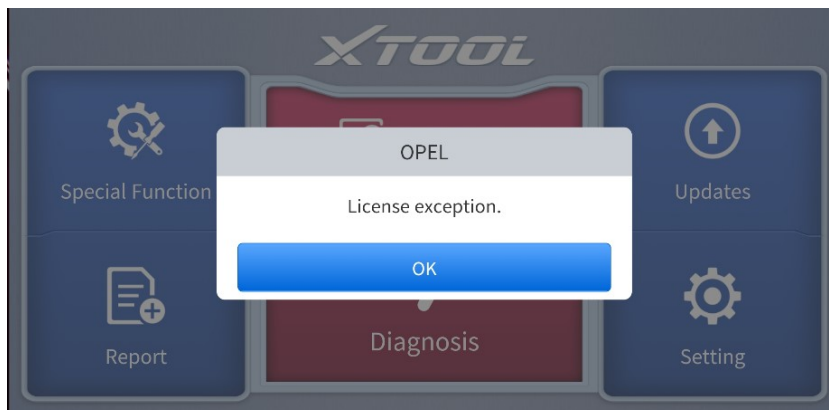 XTOOL
OPEL
License exception.
OK
Special Function
Updates
Report
Diagnosis
Setting